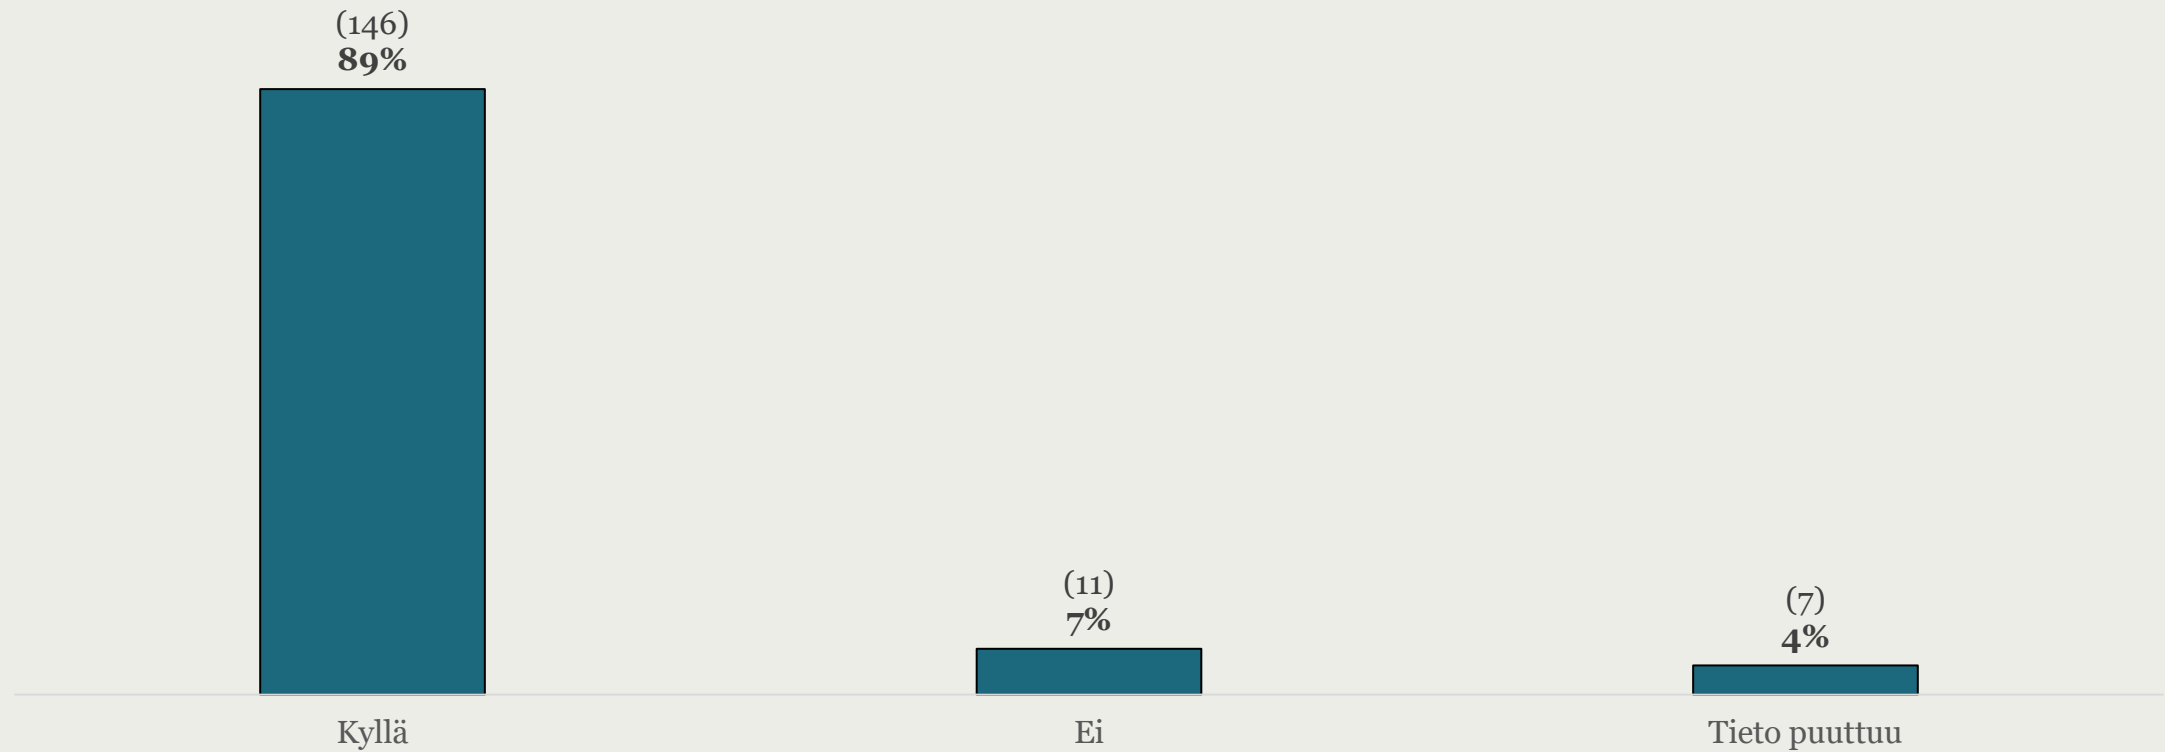 (146)
89%
(11)
7%
(7)
4%
Kyllä
Ei
Tieto puuttuu